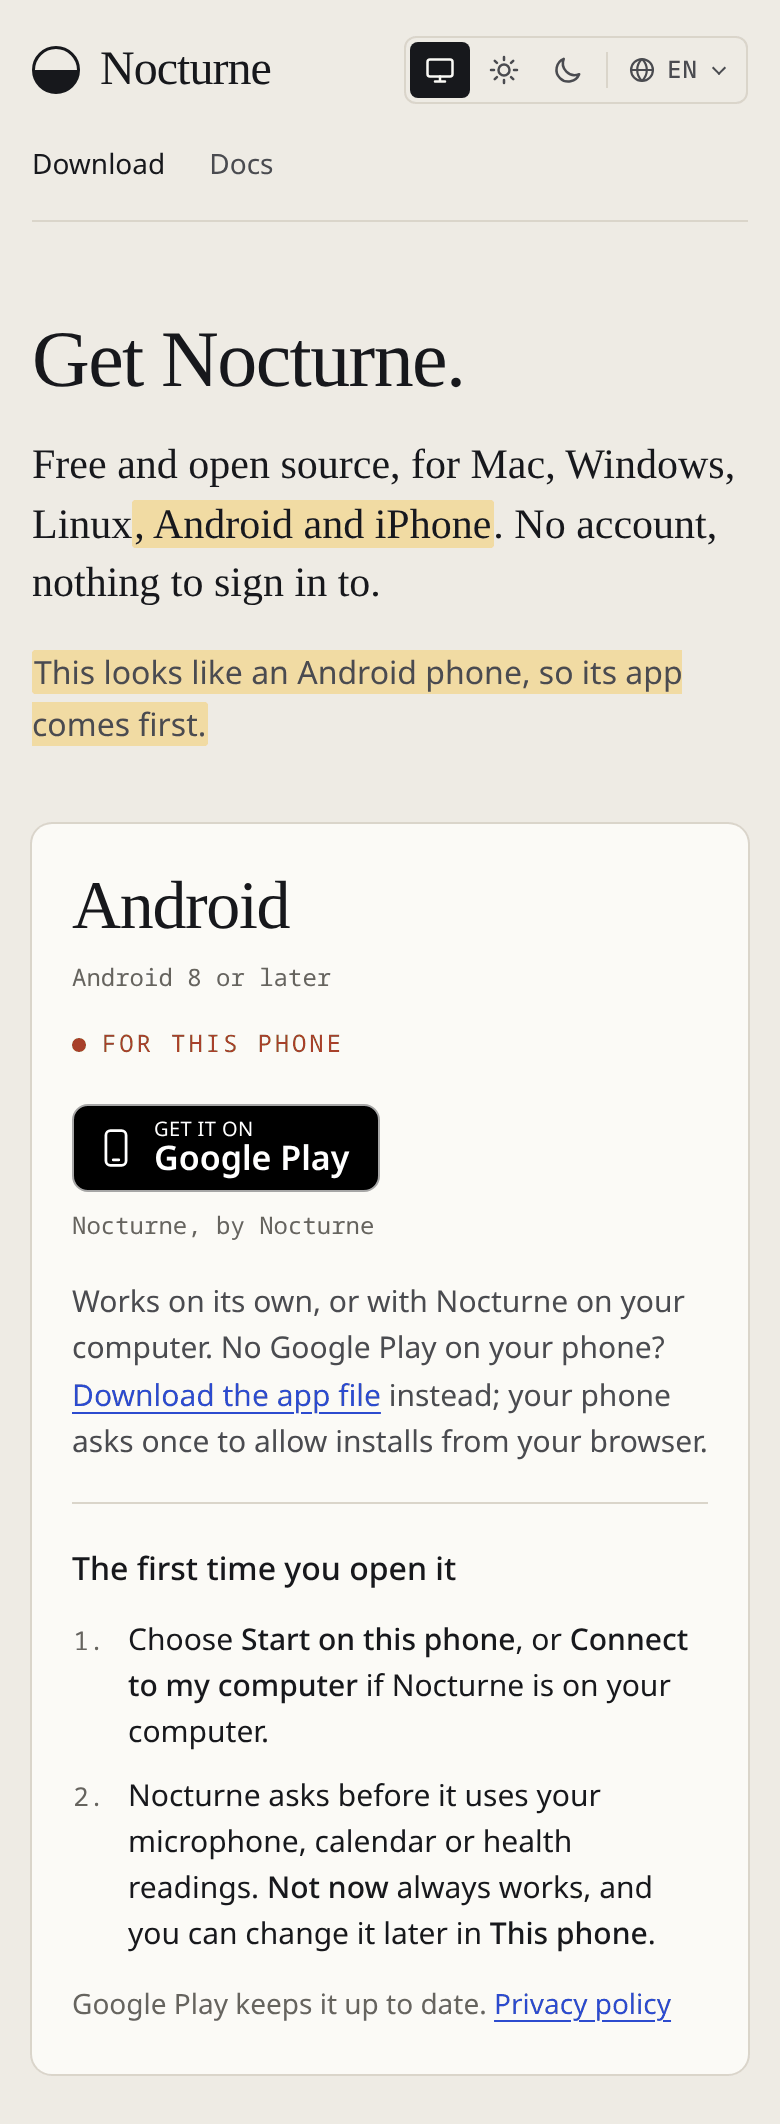 Nocturne
EN
Download Docs
Get Nocturne.
Free and open source, for Mac, Windows,
Linux, Android and iPhone. No account,
nothing to sign in to.
This looks like an Android phone, so its app
comes first.
Android
Android 8 or later
FOR THIS PHONE
GET IT ON
Google Play
Nocturne, by Nocturne
Works on its own, or with Nocturne on your
computer. No Google Play on your phone?
Download the app file instead; your phone
asks once to allow installs from your browser.
The first time you open it
1. Choose Start on this phone, or Connect
to my computer if Nocturne is on your
computer.
2. Nocturne asks before it uses your
microphone, calendar or health
readings. Not now always works, and
you can change it later in This phone.
Google Play keeps it up to date. Privacy policy